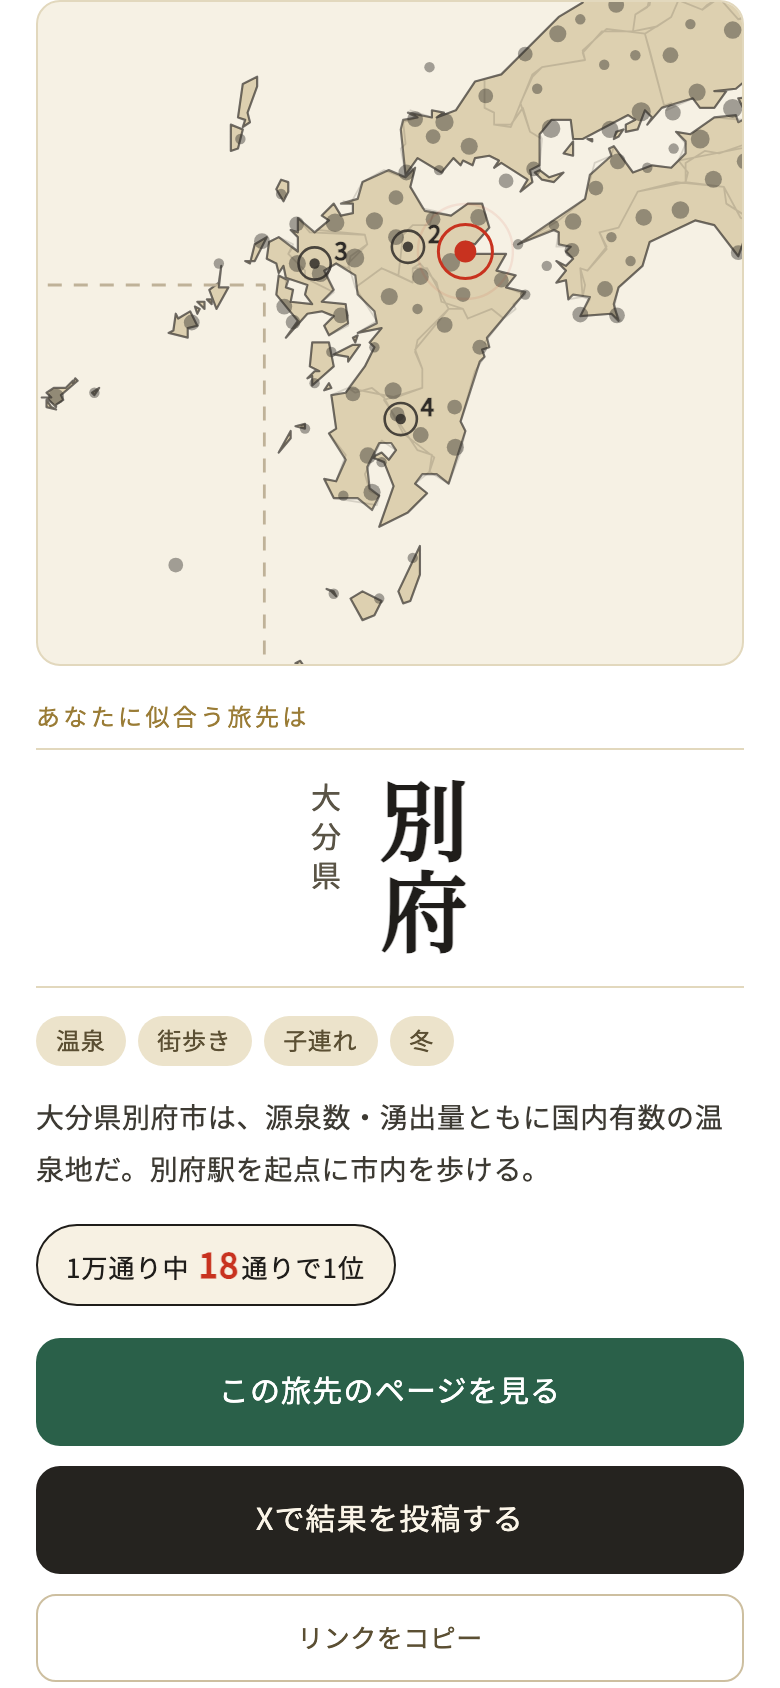 3
2
4
あなたに似合う旅先は
別府
大分県
温泉
街歩き
子連れ
冬
大分県別府市は、源泉数・湧出量ともに国内有数の温
泉地だ。別府駅を起点に市内を歩ける。
1万通り中 18通りで1位
この旅先のページを見る
Xで結果を投稿する
リンクをコピー